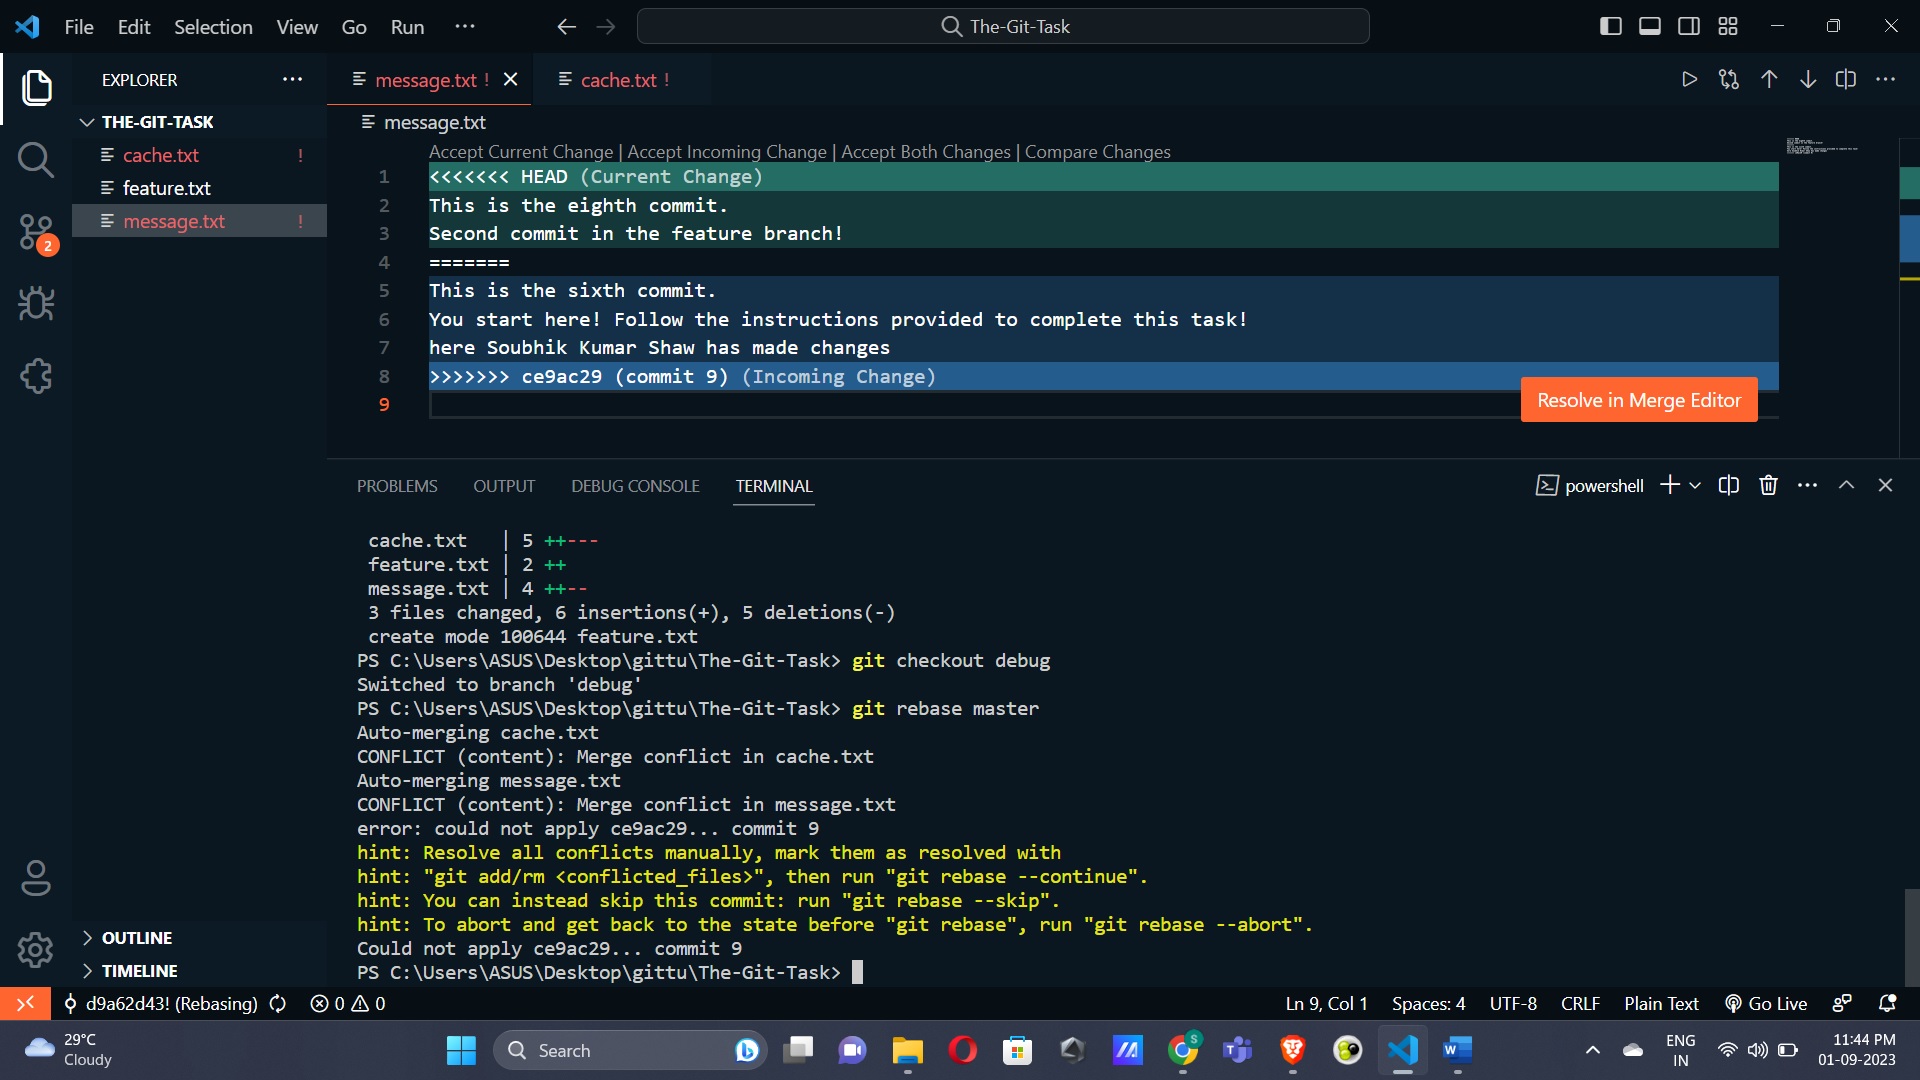 File Edit Selection View Go Run ···
The-Git-Task
EXPLORER
THE-GIT-TASK
cache.txt !
feature.txt
message.txt !
2
message.txt ! cache.txt !
message.txt
Accept Current Change | Accept Incoming Change | Accept Both Changes | Compare Changes
1 <<<<<<< HEAD (Current Change)
2 This is the eighth commit.
3 Second commit in the feature branch!
4 =======
5 This is the sixth commit.
6 You start here! Follow the instructions provided to complete this task!
7 here Soubhik Kumar Shaw has made changes
8 >>>>>>> ce9ac29 (commit 9) (Incoming Change)
9
Resolve in Merge Editor
PROBLEMS OUTPUT DEBUG CONSOLE TERMINAL
powershell
cache.txt | 5 ++---
feature.txt | 2 ++
message.txt | 4 ++--
3 files changed, 6 insertions(+), 5 deletions(-)
create mode 100644 feature.txt
PS C:\Users\ASUS\Desktop\gittu\The-Git-Task> git checkout debug
Switched to branch 'debug'
PS C:\Users\ASUS\Desktop\gittu\The-Git-Task> git rebase master
Auto-merging cache.txt
CONFLICT (content): Merge conflict in cache.txt
Auto-merging message.txt
CONFLICT (content): Merge conflict in message.txt
error: could not apply ce9ac29... commit 9
hint: Resolve all conflicts manually, mark them as resolved with
hint: "git add/rm <conflicted_files>", then run "git rebase --continue".
hint: You can instead skip this commit: run "git rebase --skip".
hint: To abort and get back to the state before "git rebase", run "git rebase --abort".
Could not apply ce9ac29... commit 9
PS C:\Users\ASUS\Desktop\gittu\The-Git-Task>
OUTLINE
TIMELINE
d9a62d43! (Rebasing) 0 0
Ln 9, Col 1 Spaces: 4 UTF-8 CRLF Plain Text Go Live
29°C
Cloudy
Search
S
ENG
IN
11:44 PM
01-09-2023